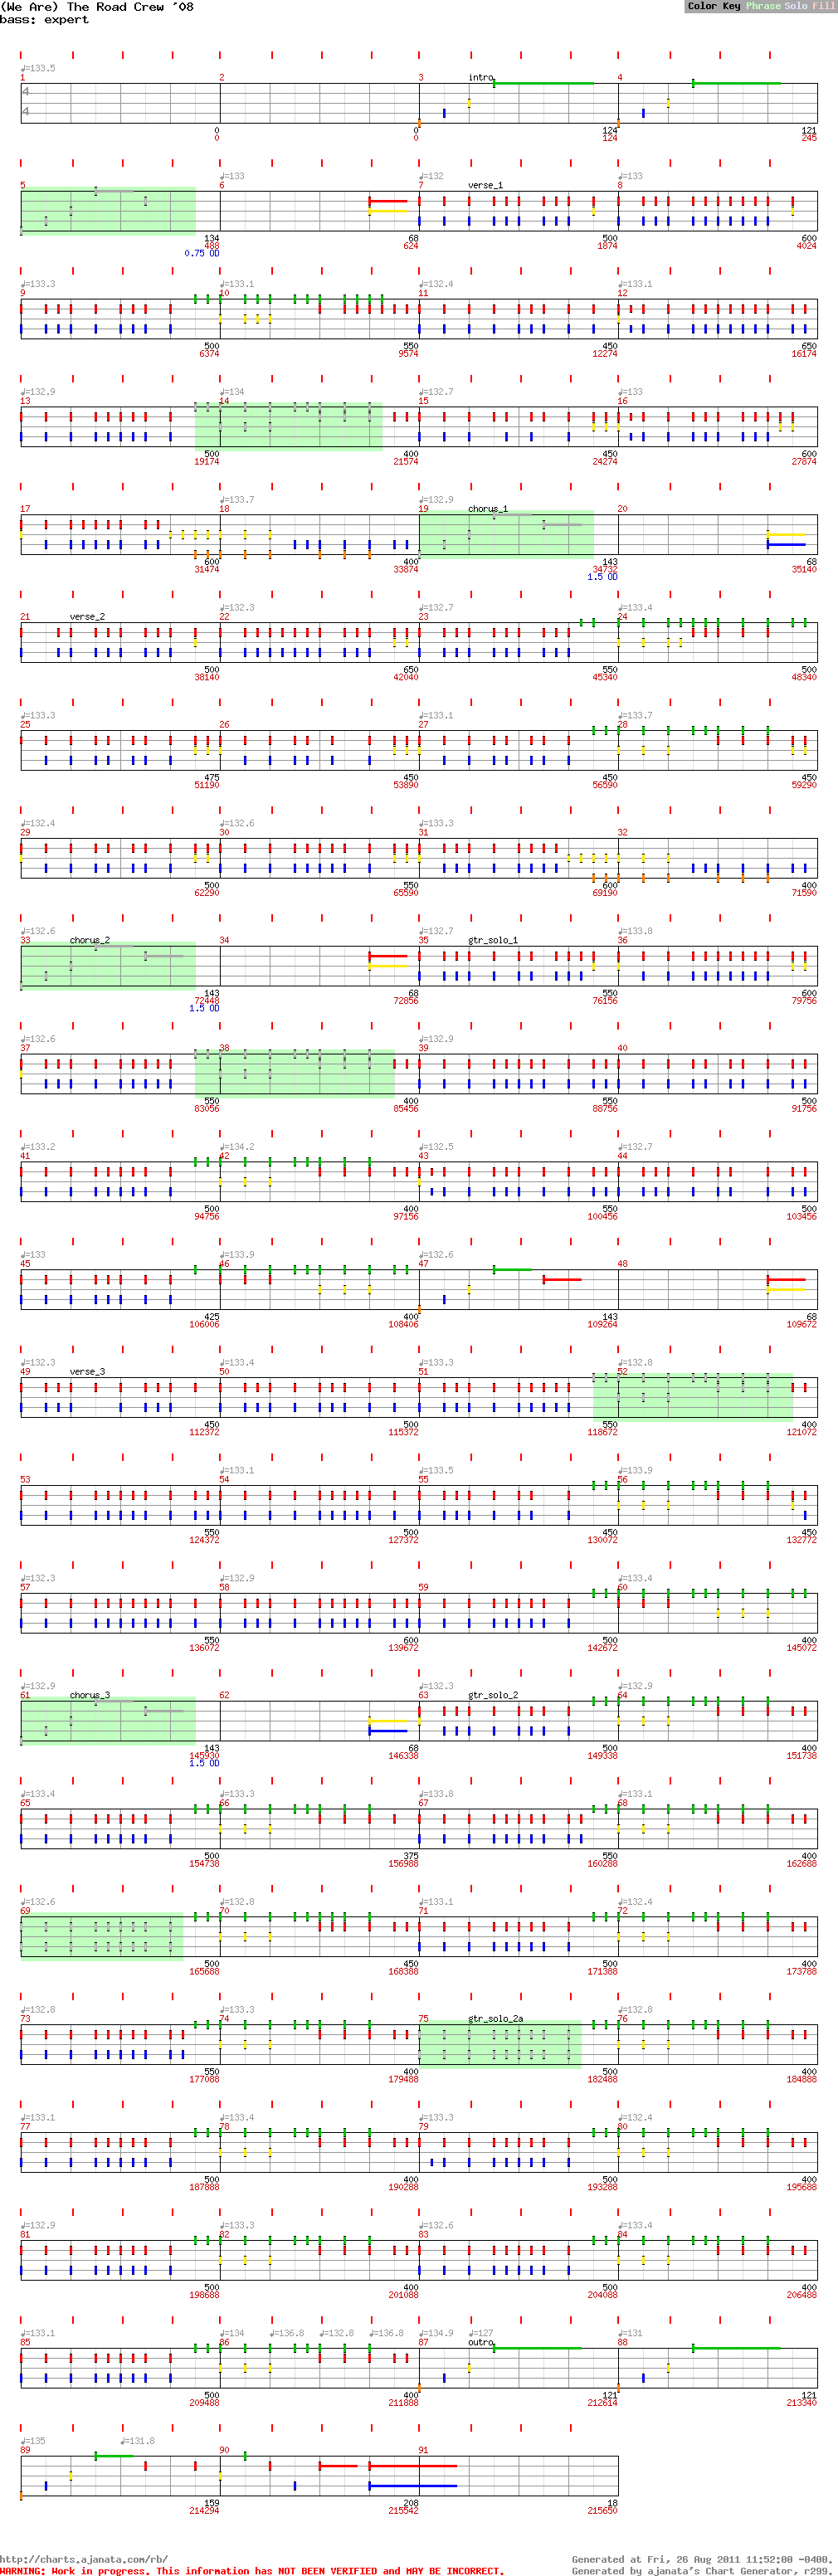 (We Are) The Road Crew '08
bass: expert
Color Key Phrase Solo Fill
♩=133.5
1 2 3 intro 4
4
4
0 0 124 121
0 0 124 245
♩=133 ♩=132 ♩=133
5 6 7 verse_1 8
134 68 500 600
488 624 1874 4024
0.75 OD
♩=133.3 ♩=133.1 ♩=132.4 ♩=133.1
9 10 11 12
500 550 450 650
6374 9574 12274 16174
♩=132.9 ♩=134 ♩=132.7 ♩=133
13 14 15 16
500 400 450 600
19174 21574 24274 27874
♩=133.7 ♩=132.9
17 18 19 chorus_1 20
600 400 143 68
31474 33874 34732 35140
1.5 OD
♩=132.3 ♩=132.7 ♩=133.4
21 verse_2 22 23 24
500 650 550 500
38140 42040 45340 48340
♩=133.3 ♩=133.1 ♩=133.7
25 26 27 28
475 450 450 450
51190 53890 56590 59290
♩=132.4 ♩=132.6 ♩=133.3
29 30 31 32
500 550 600 400
62290 65590 69190 71590
♩=132.6 ♩=132.7 ♩=133.8
33 chorus_2 34 35 gtr_solo_1 36
143 68 550 600
72448 72856 76156 79756
1.5 OD
♩=132.6 ♩=132.9
37 38 39 40
550 400 550 500
83056 85456 88756 91756
♩=133.2 ♩=134.2 ♩=132.5 ♩=132.7
41 42 43 44
500 400 550 500
94756 97156 100456 103456
♩=133 ♩=133.9 ♩=132.6
45 46 47 48
425 400 143 68
106006 108406 109264 109672
♩=132.3 ♩=133.4 ♩=133.3 ♩=132.8
49 verse_3 50 51 52
450 500 550 400
112372 115372 118672 121072
♩=133.1 ♩=133.5 ♩=133.9
53 54 55 56
550 500 450 450
124372 127372 130072 132772
♩=132.3 ♩=132.9 ♩=133.4
57 58 59 60
550 600 500 400
136072 139672 142672 145072
♩=132.9 ♩=132.3 ♩=132.9
61 chorus_3 62 63 gtr_solo_2 64
143 68 500 400
145930 146338 149338 151738
1.5 OD
♩=133.4 ♩=133.3 ♩=133.8 ♩=133.1
65 66 67 68
500 375 550 400
154738 156988 160288 162688
♩=132.6 ♩=132.8 ♩=133.1 ♩=132.4
69 70 71 72
500 450 500 400
165688 168388 171388 173788
♩=132.8 ♩=133.3 ♩=132.8
73 74 75 gtr_solo_2a 76
550 400 500 400
177088 179488 182488 184888
♩=133.1 ♩=133.4 ♩=133.3 ♩=132.4
77 78 79 80
500 400 500 400
187888 190288 193288 195688
♩=132.9 ♩=133.3 ♩=132.6 ♩=133.4
81 82 83 84
500 400 500 400
198688 201088 204088 206488
♩=133.1 ♩=134 ♩=136.8 ♩=132.8 ♩=136.8 ♩=134.9 ♩=127 ♩=131
85 86 87 outro 88
500 400 121 121
209488 211888 212614 213340
♩=135 ♩=131.8
89 90 91
159 208 18
214294 215542 215650
http://charts.ajanata.com/rb/
Generated at Fri, 26 Aug 2011 11:52:00 -0400.
WARNING: Work in progress. This information has NOT BEEN VERIFIED and MAY BE INCORRECT.
Generated by ajanata's Chart Generator, r299.